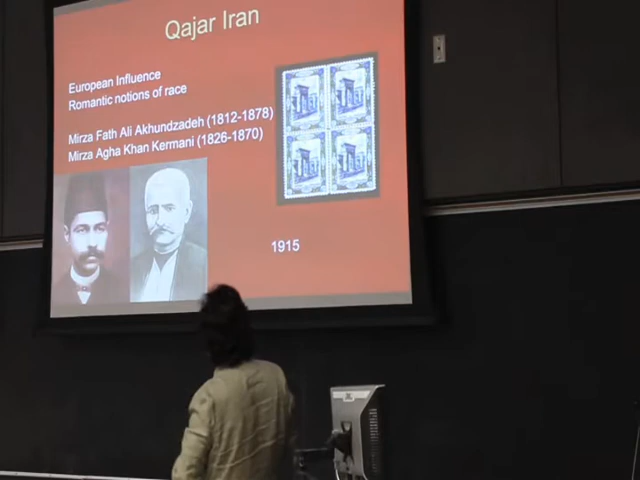 Qajar Iran
European Influence
Romantic notions of race
Mirza Fath Ali Akhundzadeh (1812-1878)
Mirza Agha Khan Kermani (1826-1870)
1915